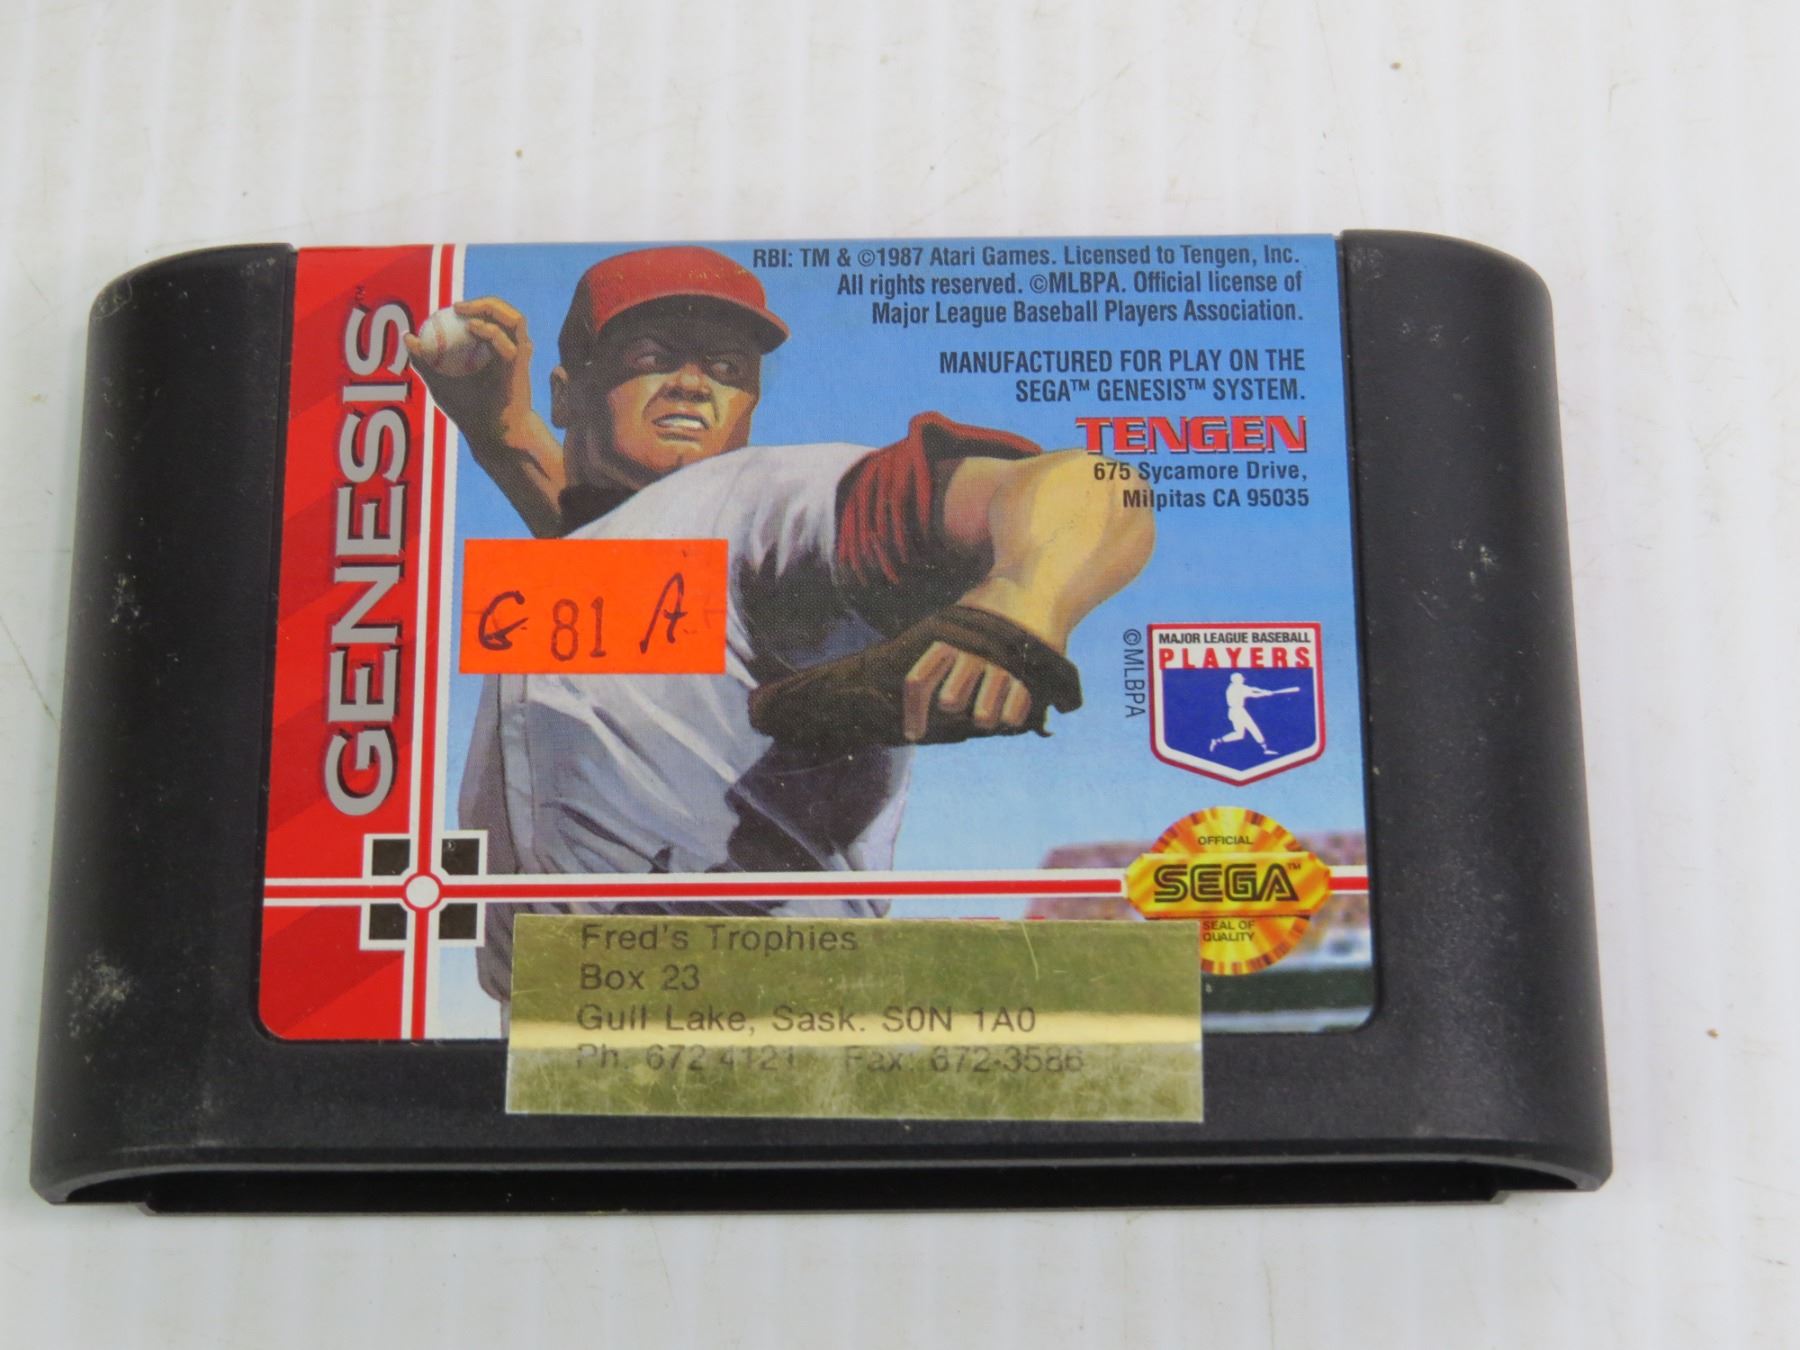 GENESIS™
RBI: TM & ©1987 Atari Games. Licensed to Tengen, Inc.
All rights reserved. ©MLBPA. Official license of
Major League Baseball Players Association.
MANUFACTURED FOR PLAY ON THE
SEGA™ GENESIS™ SYSTEM.
TENGEN
675 Sycamore Drive,
Milpitas CA 95035
81 A
©MLBPA
MAJOR LEAGUE BASEBALL
PLAYERS
OFFICIAL
SEGA™
SEAL OF
QUALITY
Fred's Trophies
Box 23
Gull Lake, Sask. S0N 1A0
Ph. 672-4121 Fax: 672-3586